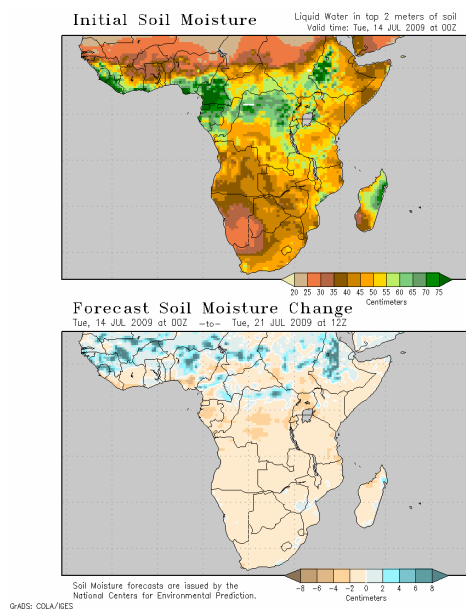 Initial Soil Moisture
Liquid Water in top 2 meters of soil
Valid time: Tue, 14 JUL 2009 at 00Z
20 25 30 35 40 45 50 55 60 65 70 75
Centimeters
Forecast Soil Moisture Change
Tue, 14 JUL 2009 at 00Z -to- Tue, 21 JUL 2009 at 12Z
-8 -6 -4 -2 0 2 4 6 8
Centimeters
Soil Moisture forecasts are issued by the
National Centers for Environmental Prediction.
GrADS: COLA/IGES